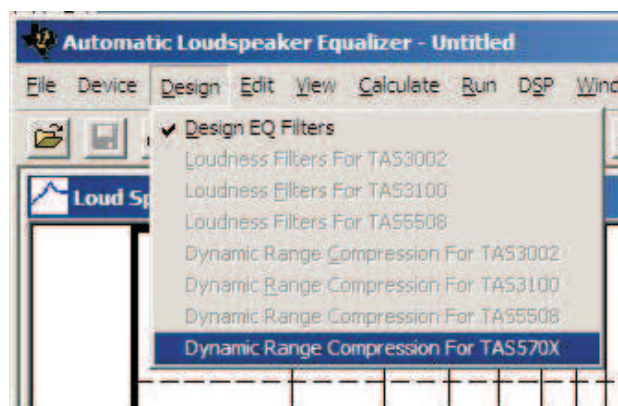 Automatic Loudspeaker Equalizer - Untitled
File Device Design Edit View Calculate Run DSP Wind
Design EQ Filters
Loudness Filters For TAS3002
Loudness Filters For TAS3100
Loudness Filters For TAS5508
Dynamic Range Compression For TAS3002
Dynamic Range Compression For TAS3100
Dynamic Range Compression For TAS5508
Dynamic Range Compression For TAS570X
Loud Sp